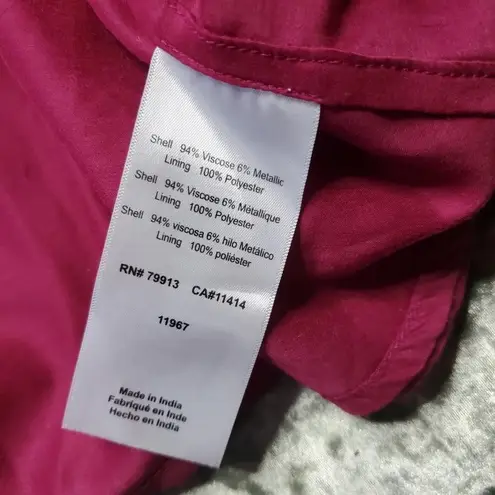 Shell 94% Viscose 6% Metallic
Lining 100% Polyester
Shell 94% Viscose 6% Métallique
Lining 100% Polyester
Shell 94% viscosa 6% hilo Metálico
Lining 100% poliéster
RN# 79913 CA#11414
11967
Made in India
Fabriqué en Inde
Hecho en India